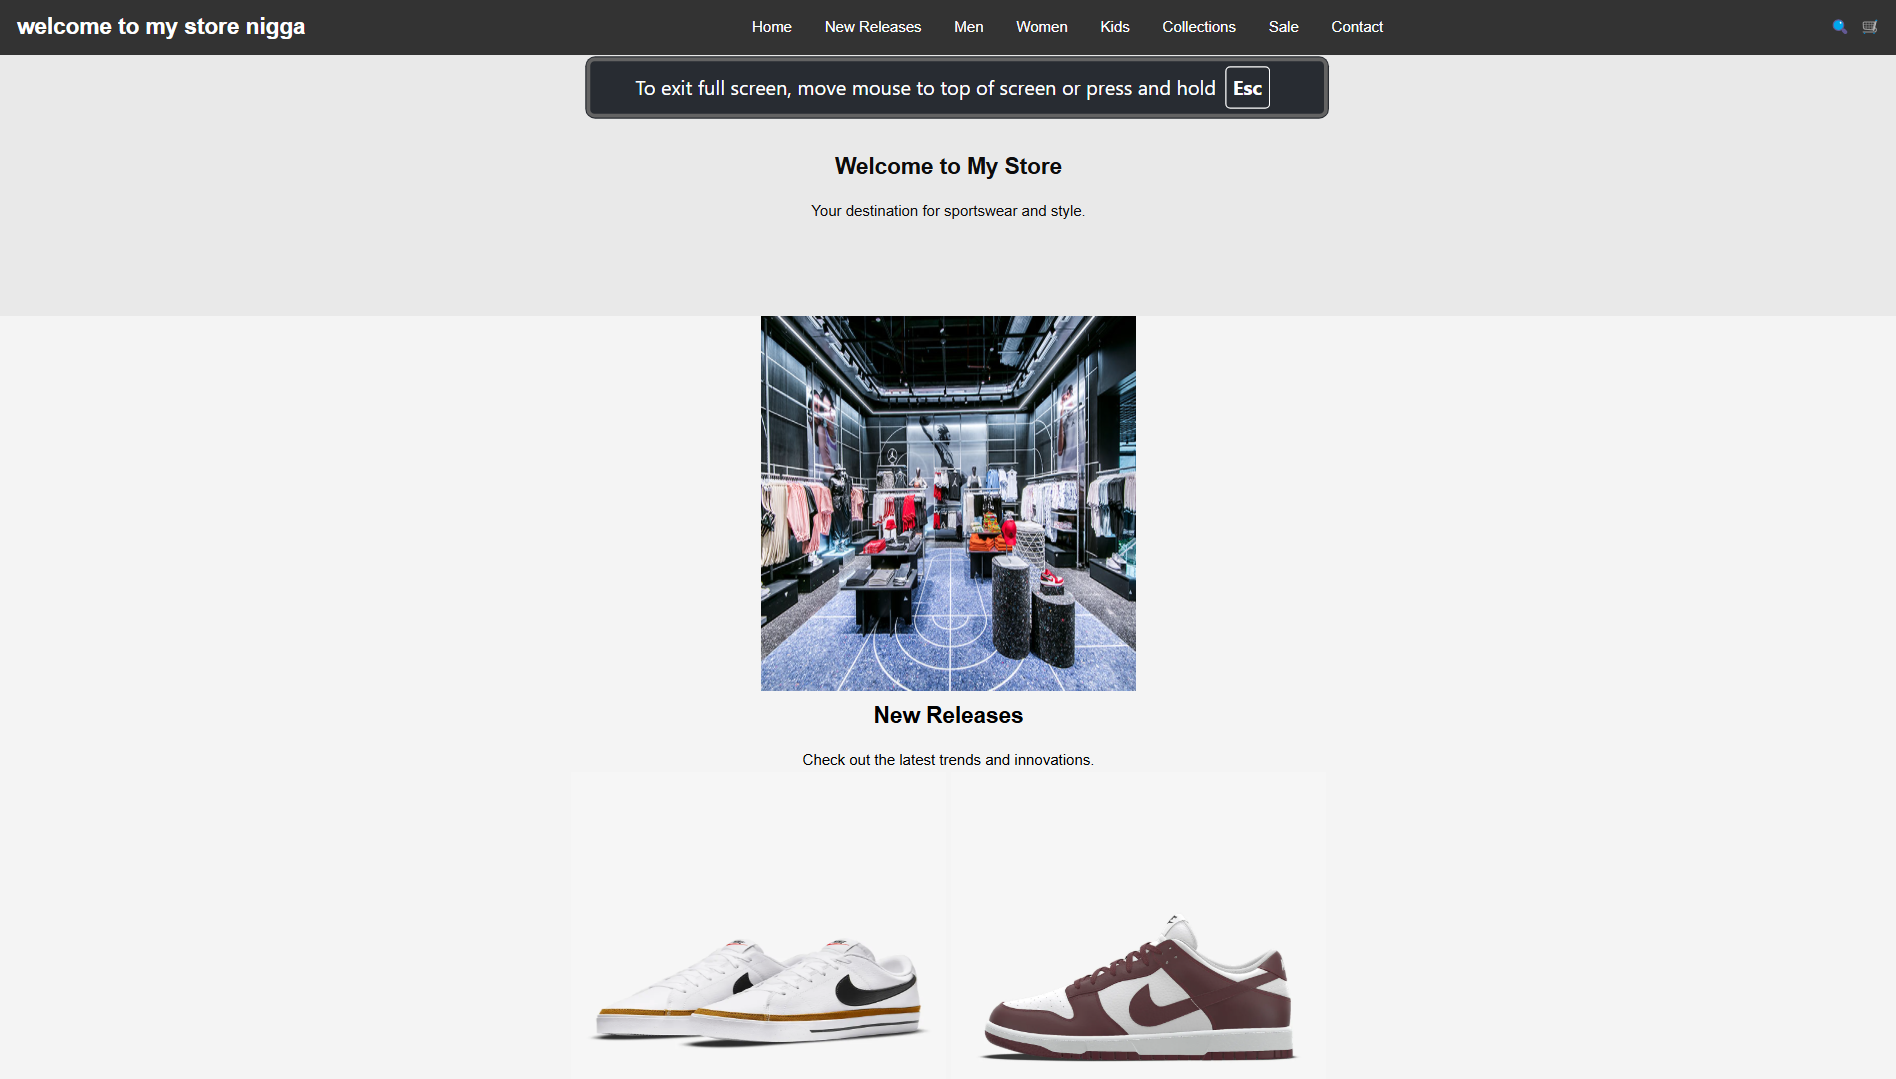 welcome to my store nigga
Home New Releases Men Women Kids Collections Sale Contact
To exit full screen, move mouse to top of screen or press and hold Esc
Welcome to My Store
Your destination for sportswear and style.
New Releases
Check out the latest trends and innovations.